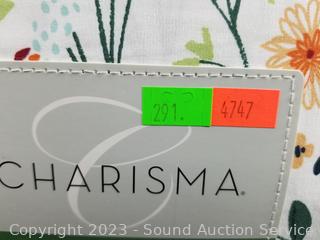 291. 4747
CHARISMA®
Copyright © 2023 - Sound Auction Service